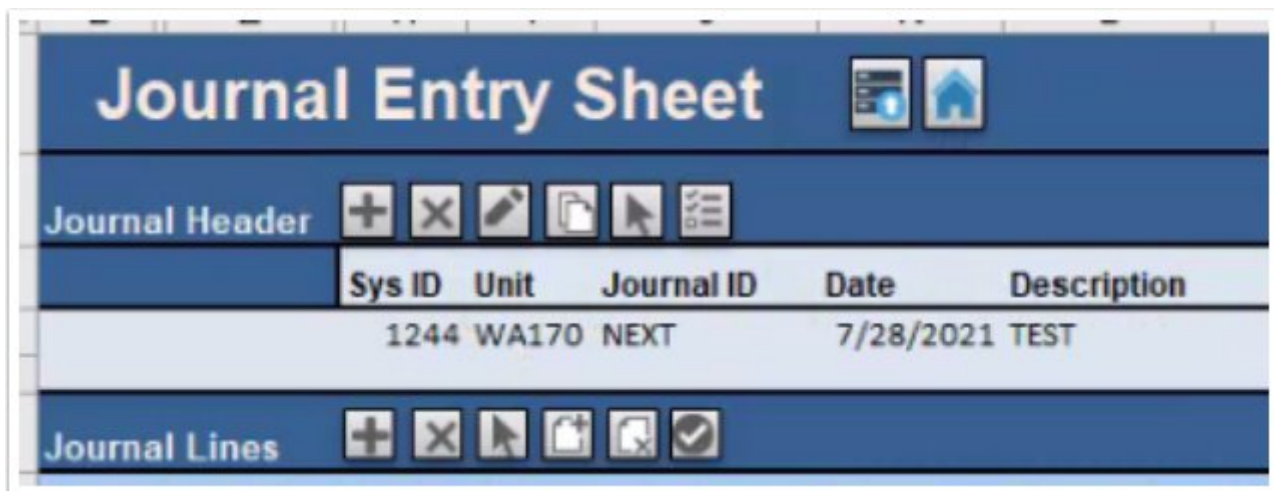 Journal Entry Sheet
Journal Header
Sys ID Unit Journal ID Date Description
1244 WA170 NEXT 7/28/2021 TEST
Journal Lines